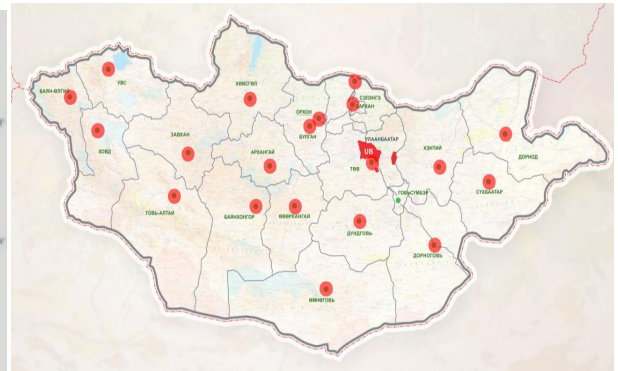 УВС
БАЯН-ӨЛГИЙ
ХӨВСГӨЛ
СЭЛЭНГЭ
ДАРХАН
ОРХОН
БУЛГАН
ЗАВХАН
ХОВД
АРХАНГАЙ
УЛААНБААТАР
UB
ТӨВ
ХЭНТИЙ
ДОРНОД
СҮХБААТАР
ГОВЬ-АЛТАЙ
БАЯНХОНГОР
ӨВӨРХАНГАЙ
ГОВЬСҮМБЭР
ДУНДГОВЬ
ДОРНОГОВЬ
ӨМНӨГОВЬ